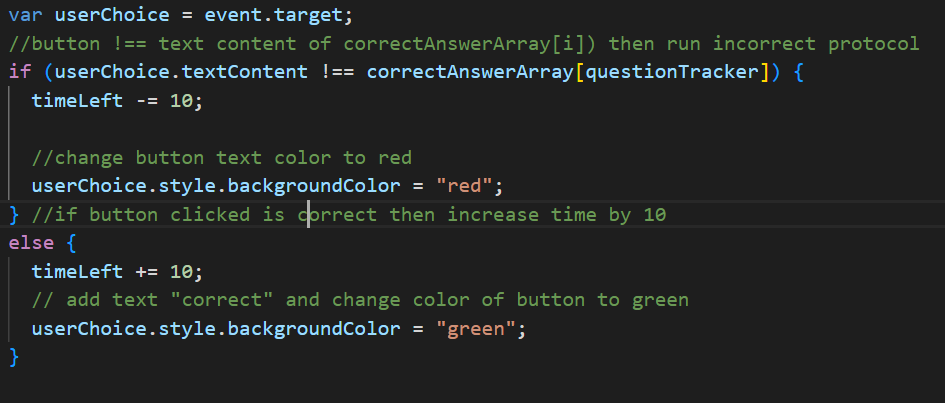 var userChoice = event.target;
//button !== text content of correctAnswerArray[i]) then run incorrect protocol
if (userChoice.textContent !== correctAnswerArray[questionTracker]) {
timeLeft -= 10;
//change button text color to red
userChoice.style.backgroundColor = "red";
} //if button clicked is correct then increase time by 10
else {
timeLeft += 10;
// add text "correct" and change color of button to green
userChoice.style.backgroundColor = "green";
}